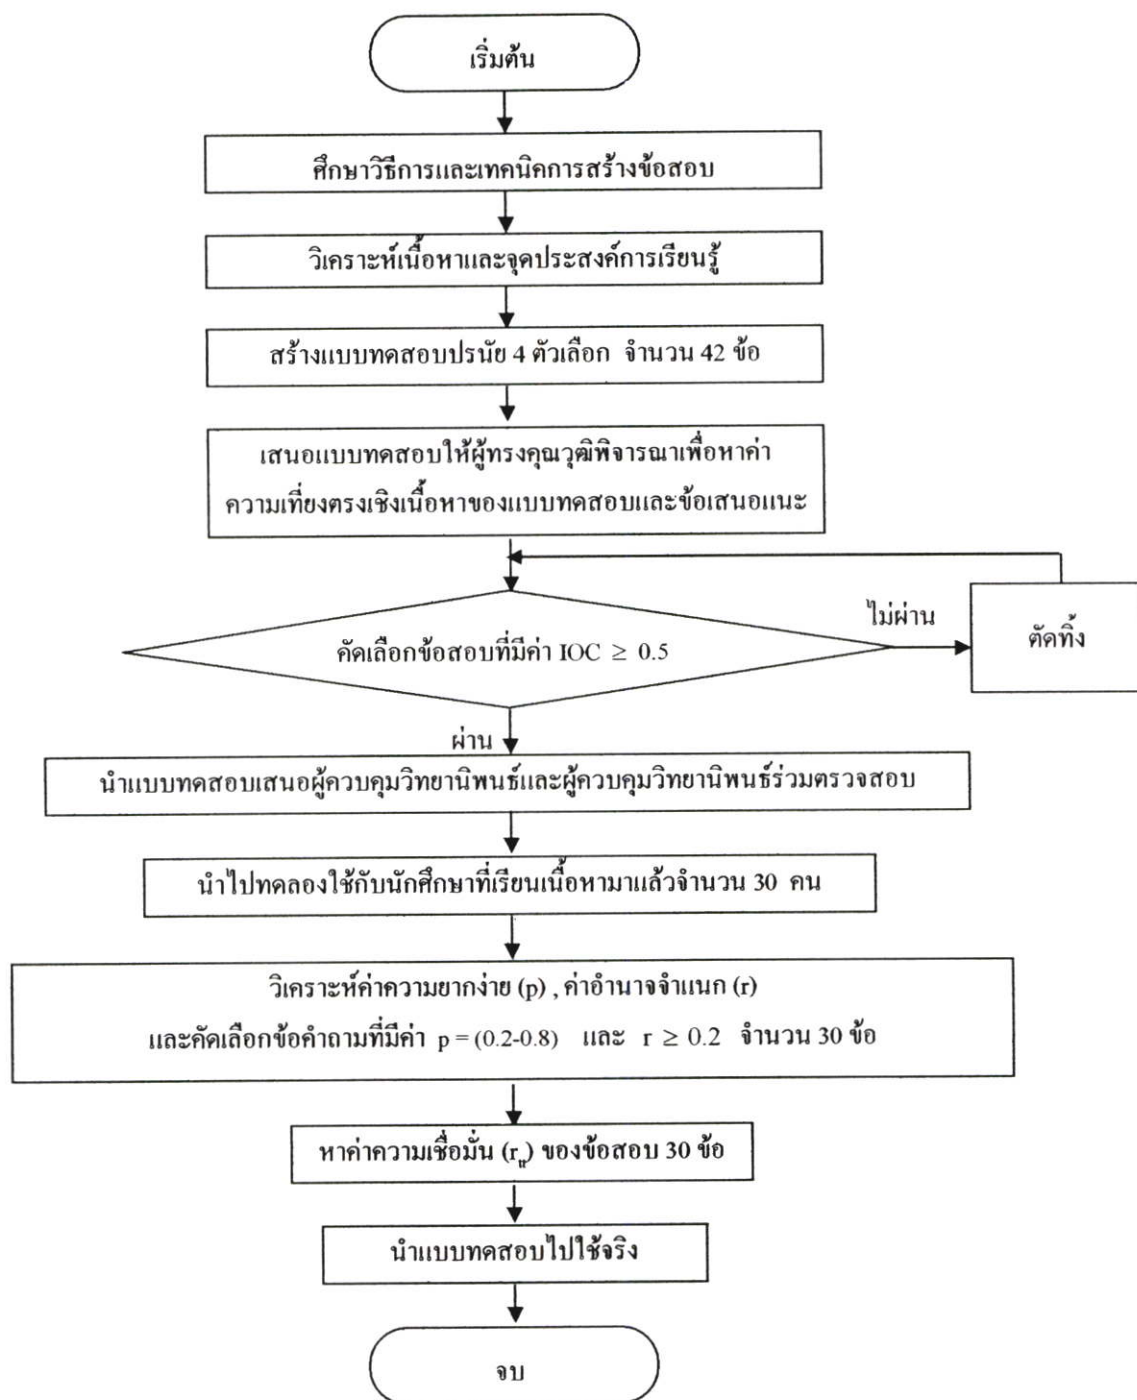 เริ่มต้น
ศึกษาวิธีการและเทคนิคการสร้างข้อสอบ
วิเคราะห์เนื้อหาและจุดประสงค์การเรียนรู้
สร้างแบบทดสอบปรนัย 4 ตัวเลือก จำนวน 42 ข้อ
เสนอแบบทดสอบให้ผู้ทรงคุณวุฒิพิจารณาเพื่อหาค่า
ความเที่ยงตรงเชิงเนื้อหาของแบบทดสอบและข้อเสนอแนะ
คัดเลือกข้อสอบที่มีค่า IOC ≥ 0.5
ไม่ผ่าน
ตัดทิ้ง
ผ่าน
นำแบบทดสอบเสนอผู้ควบคุมวิทยานิพนธ์และผู้ควบคุมวิทยานิพนธ์ร่วมตรวจสอบ
นำไปทดลองใช้กับนักศึกษาที่เรียนเนื้อหามาแล้วจำนวน 30 คน
วิเคราะห์ค่าความยากง่าย (p) , ค่าอำนาจจำแนก (r)
และคัดเลือกข้อคำถามที่มีค่า p = (0.2-0.8) และ r ≥ 0.2 จำนวน 30 ข้อ
หาค่าความเชื่อมั่น (r_tt) ของข้อสอบ 30 ข้อ
นำแบบทดสอบไปใช้จริง
จบ